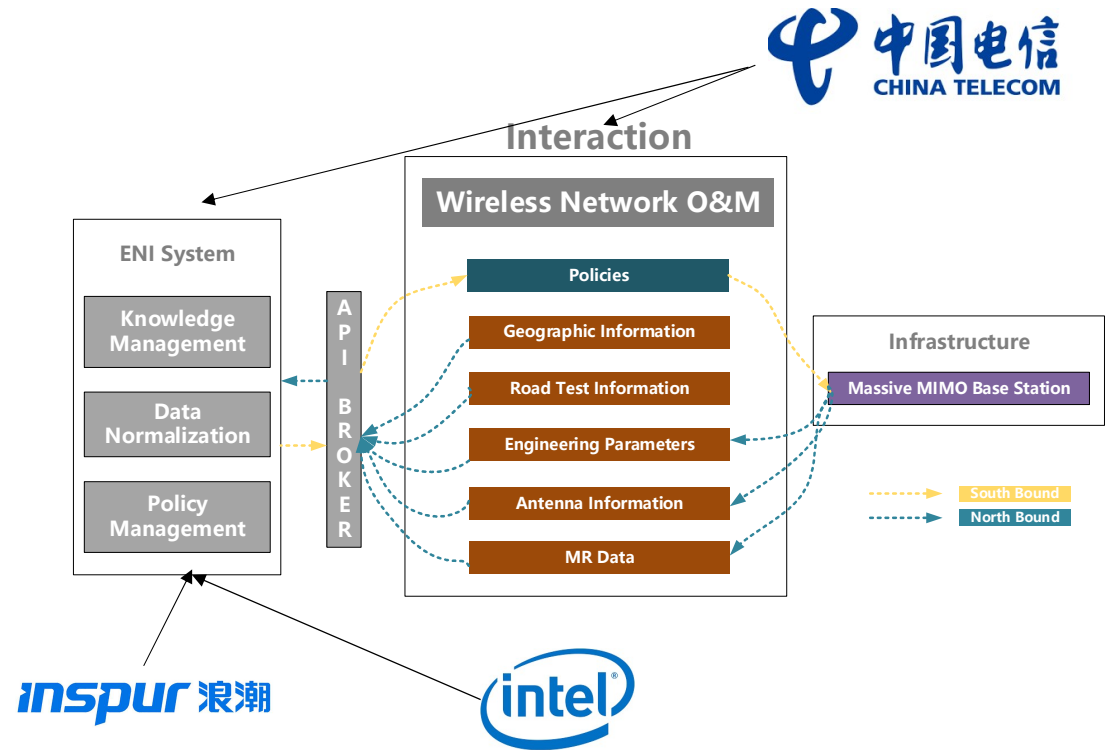 中国电信
CHINA TELECOM
Interaction
Wireless Network O&M
ENI System
Knowledge
Management
Data
Normalization
Policy
Management
API BROKER
Policies
Geographic Information
Road Test Information
Engineering Parameters
Antenna Information
MR Data
Infrastructure
Massive MIMO Base Station
South Bound
North Bound
inspur 浪潮
intel®